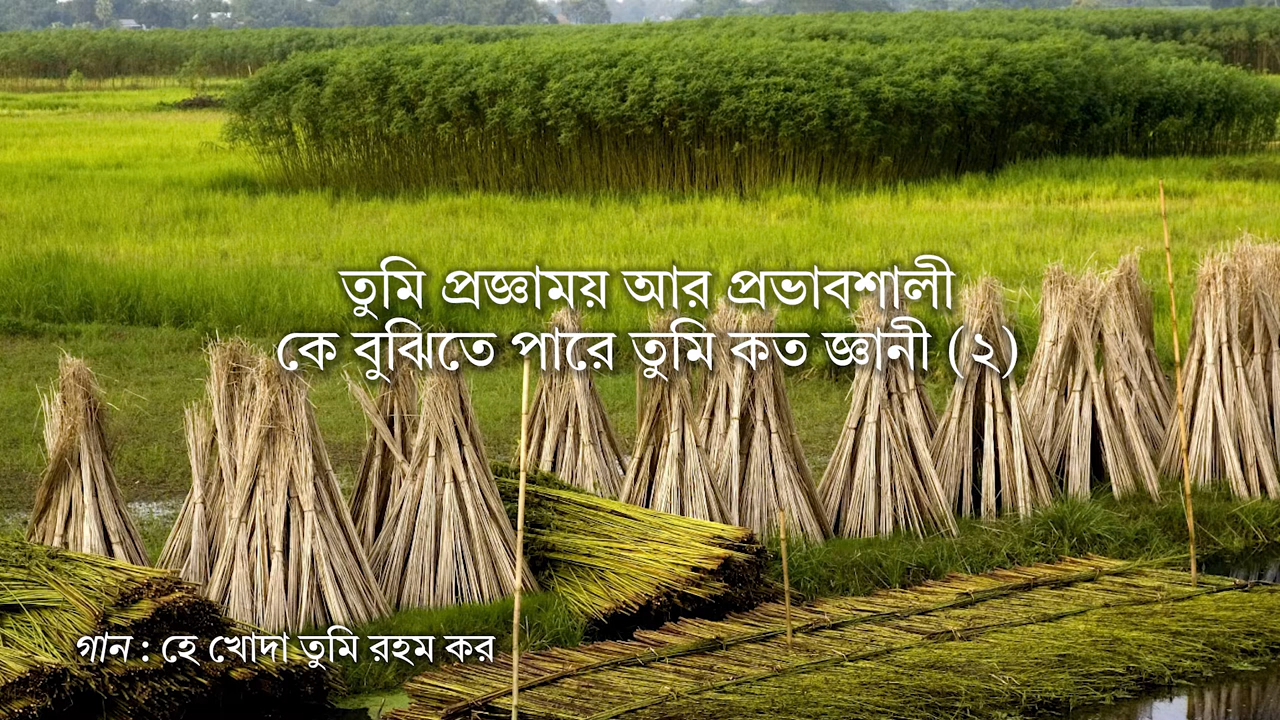 তুমি প্রজ্ঞাময় আর প্রভাবশালী
কে বুঝিতে পারে তুমি কত জ্ঞানী (২)
গান : হে খোদা তুমি রহম কর